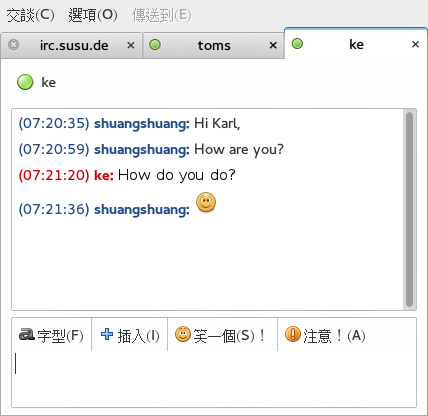 交談(C) 選項(O) 傳送到(E)
irc.susu.de toms ke
ke
(07:20:35) shuangshuang: Hi Karl,
(07:20:59) shuangshuang: How are you?
(07:21:20) ke: How do you do?
(07:21:36) shuangshuang:
字型(F) 插入(I) 笑一個(S)！ 注意！(A)